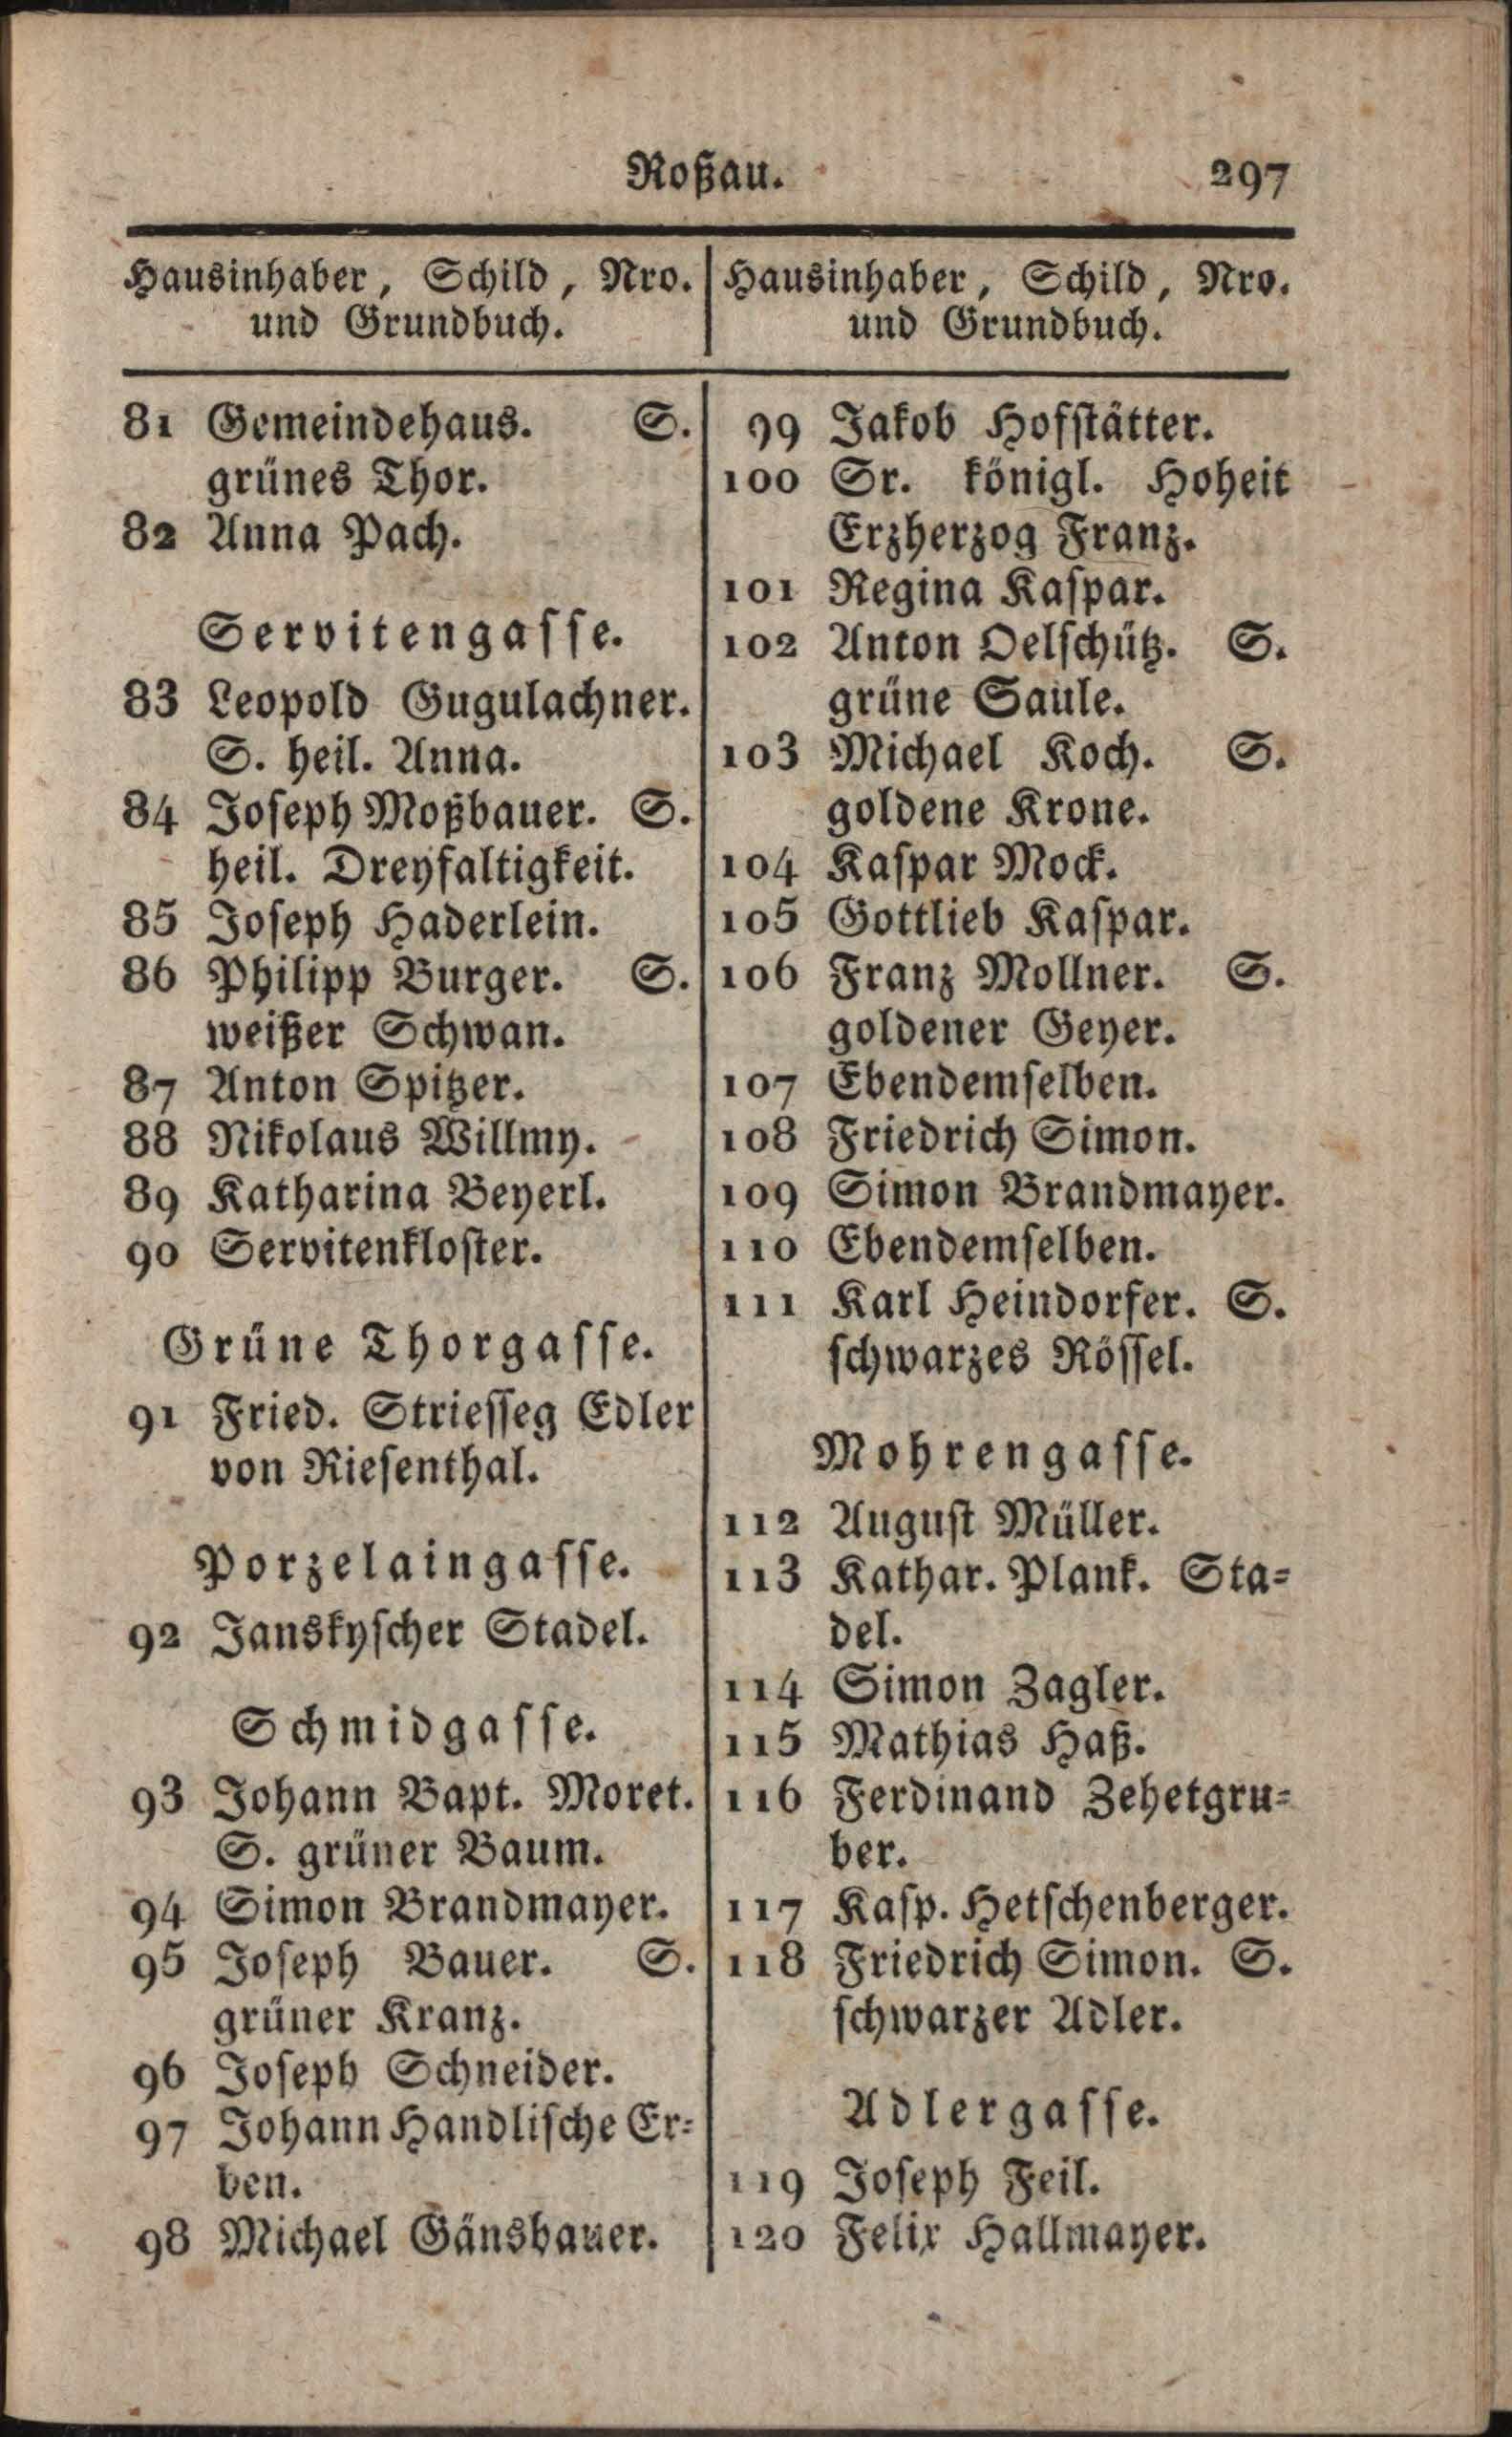 Roßau. 297
Hausinhaber, Schild, Nro.
und Grundbuch.
81 Gemeindehaus. S.
grünes Thor.
82 Anna Pach.
Servitengasse.
83 Leopold Gugulachner.
S. heil. Anna.
84 Joseph Moßbauer. S.
heil. Dreyfaltigkeit.
85 Joseph Haderlein.
86 Philipp Burger. S.
weißer Schwan.
87 Anton Spitzer.
88 Nikolaus Willmy.
89 Katharina Beyerl.
90 Servitenkloster.
Grüne Thorgasse.
91 Fried. Striesseg Edler
von Riesenthal.
Porzelaingasse.
92 Janskyscher Stadel.
Schmidgasse.
93 Johann Bapt. Moret.
S. grüner Baum.
94 Simon Brandmayer.
95 Joseph Bauer. S.
grüner Kranz.
96 Joseph Schneider.
97 Johann Handlische Er-
ben.
98 Michael Gänsbauer.
Hausinhaber, Schild, Nro.
und Grundbuch.
99 Jakob Hofstätter.
100 Sr. königl. Hoheit
Erzherzog Franz.
101 Regina Kaspar.
102 Anton Oelschütz. S.
grüne Saule.
103 Michael Koch. S.
goldene Krone.
104 Kaspar Mock.
105 Gottlieb Kaspar.
106 Franz Mollner. S.
goldener Geyer.
107 Ebendemselben.
108 Friedrich Simon.
109 Simon Brandmayer.
110 Ebendemselben.
111 Karl Heindorfer. S.
schwarzes Rössel.
Mohrengasse.
112 August Müller.
113 Kathar. Plank. Sta-
del.
114 Simon Zagler.
115 Mathias Haß.
116 Ferdinand Zehetgru-
ber.
117 Kasp. Hetschenberger.
118 Friedrich Simon. S.
schwarzer Adler.
Adlergasse.
119 Joseph Feil.
120 Felix Hallmayer.